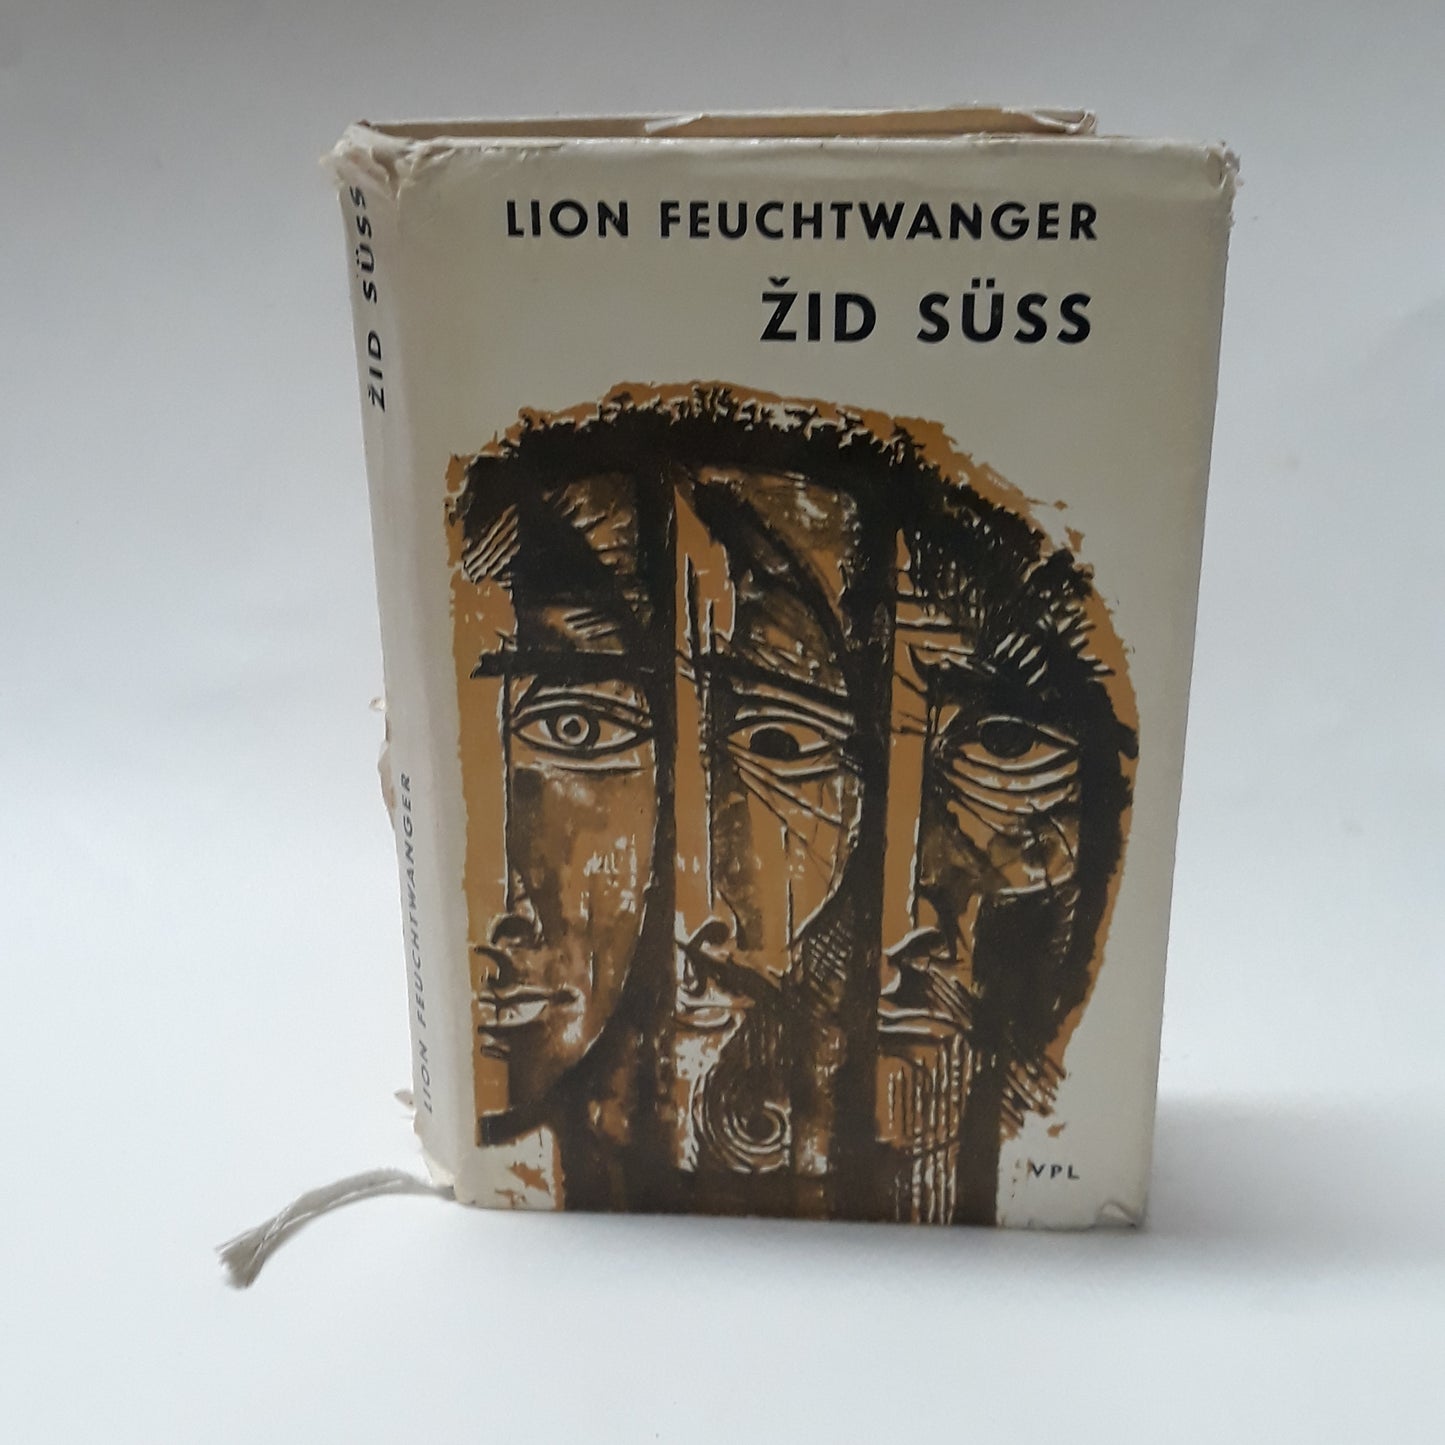 LION FEUCHTWANGER
ŽID SÜSS
VPL
ŽID SÜSS
LION FEUCHTWANGER